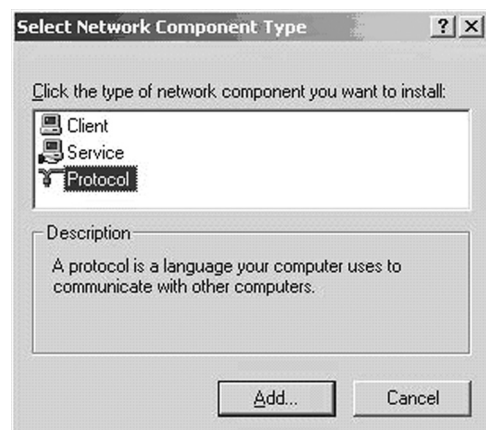 Select Network Component Type
Click the type of network component you want to install:
Client
Service
Protocol
Description
A protocol is a language your computer uses to
communicate with other computers.
Add...
Cancel